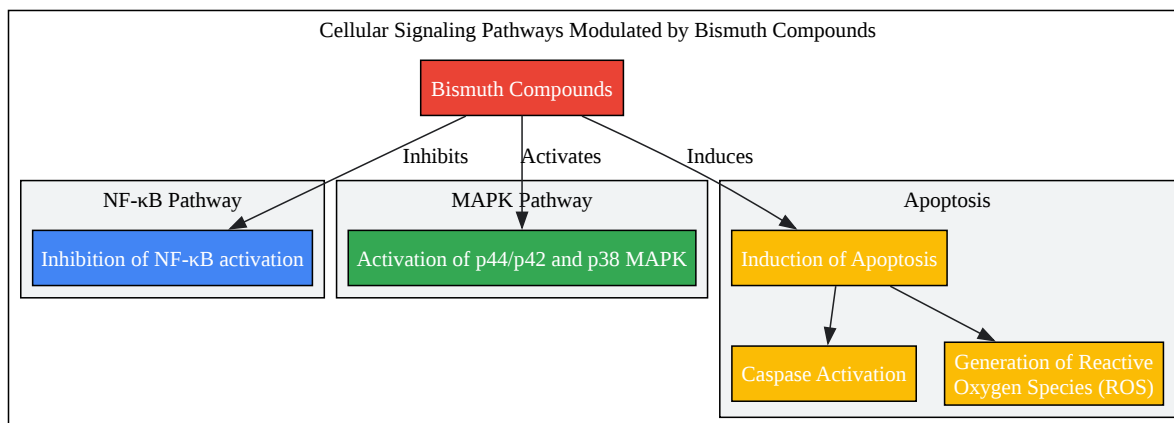 Cellular Signaling Pathways Modulated by Bismuth Compounds
Bismuth Compounds
Inhibits
Activates
Induces
NF-κB Pathway
MAPK Pathway
Apoptosis
Inhibition of NF-κB activation
Activation of p44/p42 and p38 MAPK
Induction of Apoptosis
Caspase Activation
Generation of Reactive
Oxygen Species (ROS)